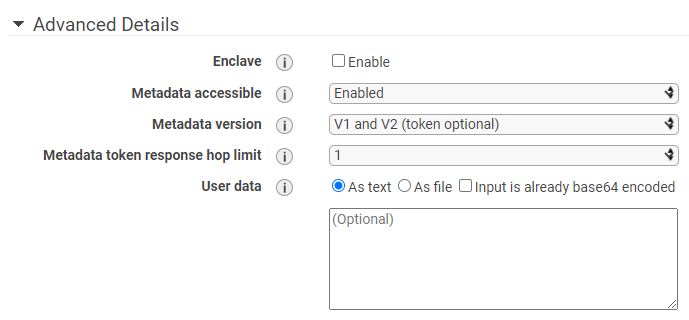 Advanced Details
Enclave i Enable
Metadata accessible i Enabled
Metadata version i V1 and V2 (token optional)
Metadata token response hop limit i 1
User data i As text As file Input is already base64 encoded
(Optional)